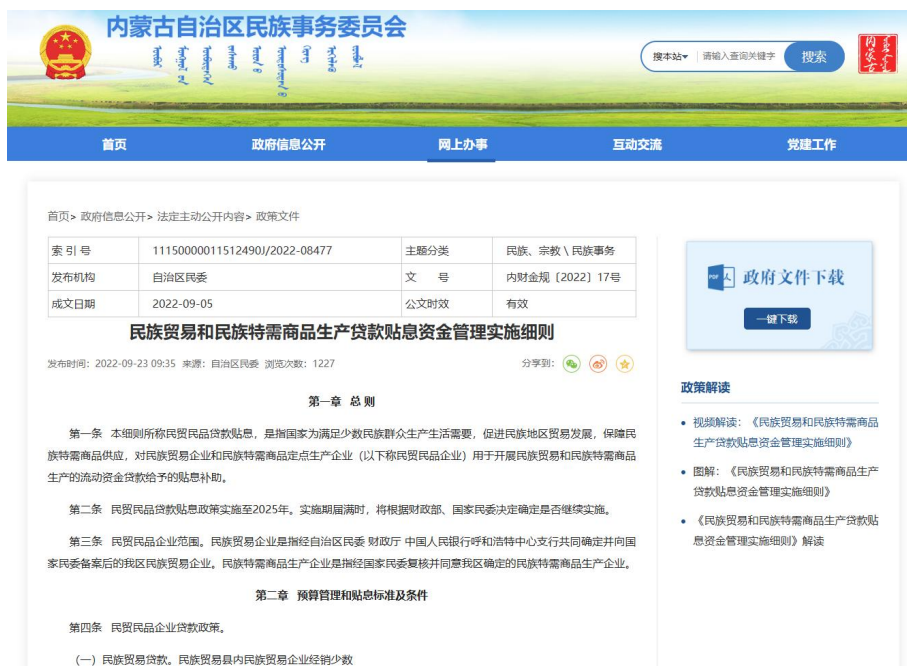 内蒙古自治区民族事务委员会
搜本站▾ 请输入查询关键字 搜索
内蒙古
首页 政府信息公开 网上办事 互动交流 党建工作
首页> 政府信息公开> 法定主动公开内容> 政策文件
索 引 号 11150000011512490J/2022-08477 主题分类 民族、宗教 \ 民族事务
发布机构 自治区民委 文 号 内财金规〔2022〕17号
成文日期 2022-09-05 公文时效 有效
民族贸易和民族特需商品生产贷款贴息资金管理实施细则
发布时间：2022-09-23 09:35 来源：自治区民委 浏览次数：1227 分享到：
第一章 总 则
第一条 本细则所称民贸民品贷款贴息，是指国家为满足少数民族群众生产生活需要，促进民族地区贸易发展，保障民
族特需商品供应，对民族贸易企业和民族特需商品定点生产企业（以下称民贸民品企业）用于开展民族贸易和民族特需商品
生产的流动资金贷款给予的贴息补助。
第二条 民贸民品贷款贴息政策实施至2025年。实施期届满时，将根据财政部、国家民委决定确定是否继续实施。
第三条 民贸民品企业范围。民族贸易企业是指经自治区民委 财政厅 中国人民银行呼和浩特中心支行共同确定并向国
家民委备案后的我区民族贸易企业。民族特需商品生产企业是指经国家民委复核并同意我区确定的民族特需商品生产企业。
第二章 预算管理和贴息标准及条件
第四条 民贸民品企业贷款政策。
（一）民族贸易贷款。民族贸易县内民族贸易企业经销少数
PDF 政府文件下载
一键下载
政策解读
• 视频解读：《民族贸易和民族特需商品
生产贷款贴息资金管理实施细则》
• 图解：《民族贸易和民族特需商品生产
贷款贴息资金管理实施细则》
• 《民族贸易和民族特需商品生产贷款贴
息资金管理实施细则》解读